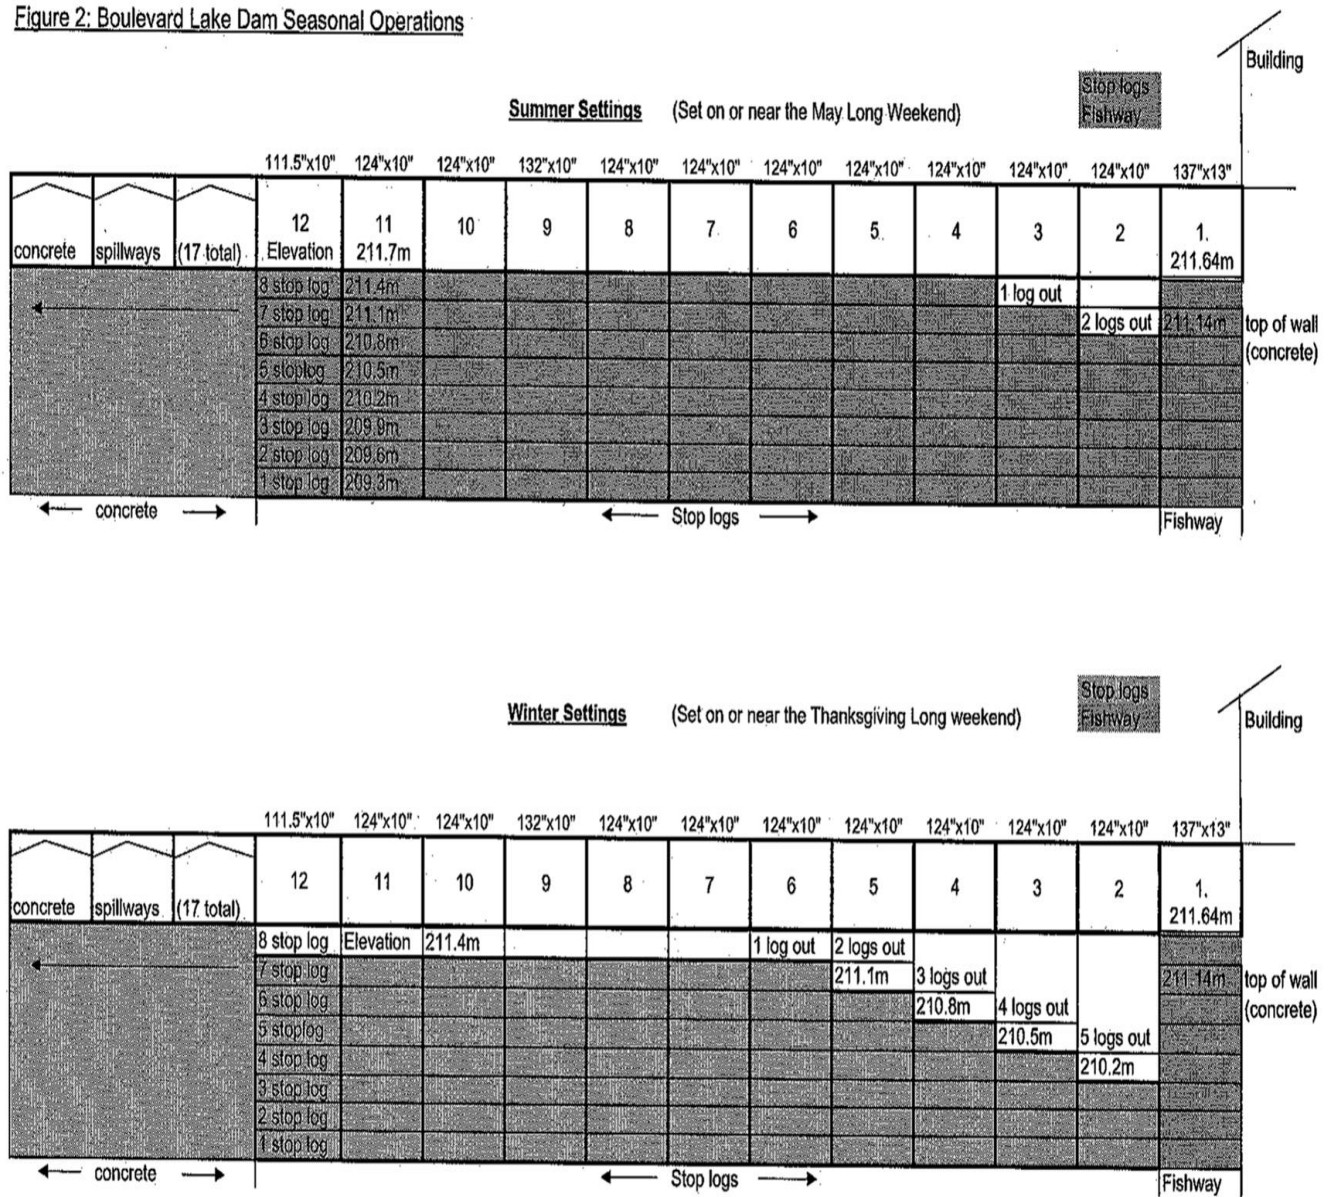 Figure 2: Boulevard Lake Dam Seasonal Operations
Building
Stop logs
Fishway
Summer Settings (Set on or near the May Long Weekend)
111.5"x10" 124"x10" 124"x10" 132"x10" 124"x10" 124"x10" 124"x10" 124"x10" 124"x10" 124"x10" 124"x10" 137"x13"
12 11 10 9 8 7 6 5 4 3 2 1.
concrete spillways (17 total) Elevation 211.7m 211.64m
8 stop log 211.4m 1 log out
7 stop log 211.1m 2 logs out 211.14m top of wall
6 stop log 210.8m (concrete)
5 stoplog 210.5m
4 stop log 210.2m
3 stop log 209.9m
2 stop log 209.6m
1 stop log 209.3m
concrete Stop logs Fishway
Stop logs
Fishway
Building
Winter Settings (Set on or near the Thanksgiving Long weekend)
111.5"x10" 124"x10" 124"x10" 132"x10" 124"x10" 124"x10" 124"x10" 124"x10" 124"x10" 124"x10" 124"x10" 137"x13"
12 11 10 9 8 7 6 5 4 3 2 1.
concrete spillways (17 total) 211.64m
8 stop log Elevation 211.4m 1 log out 2 logs out
7 stop log 211.1m 3 logs out 211.14m top of wall
6 stop log 210.8m 4 logs out (concrete)
5 stoplog 210.5m 5 logs out
4 stop log 210.2m
3 stop log
2 stop log
1 stop log
concrete Stop logs Fishway